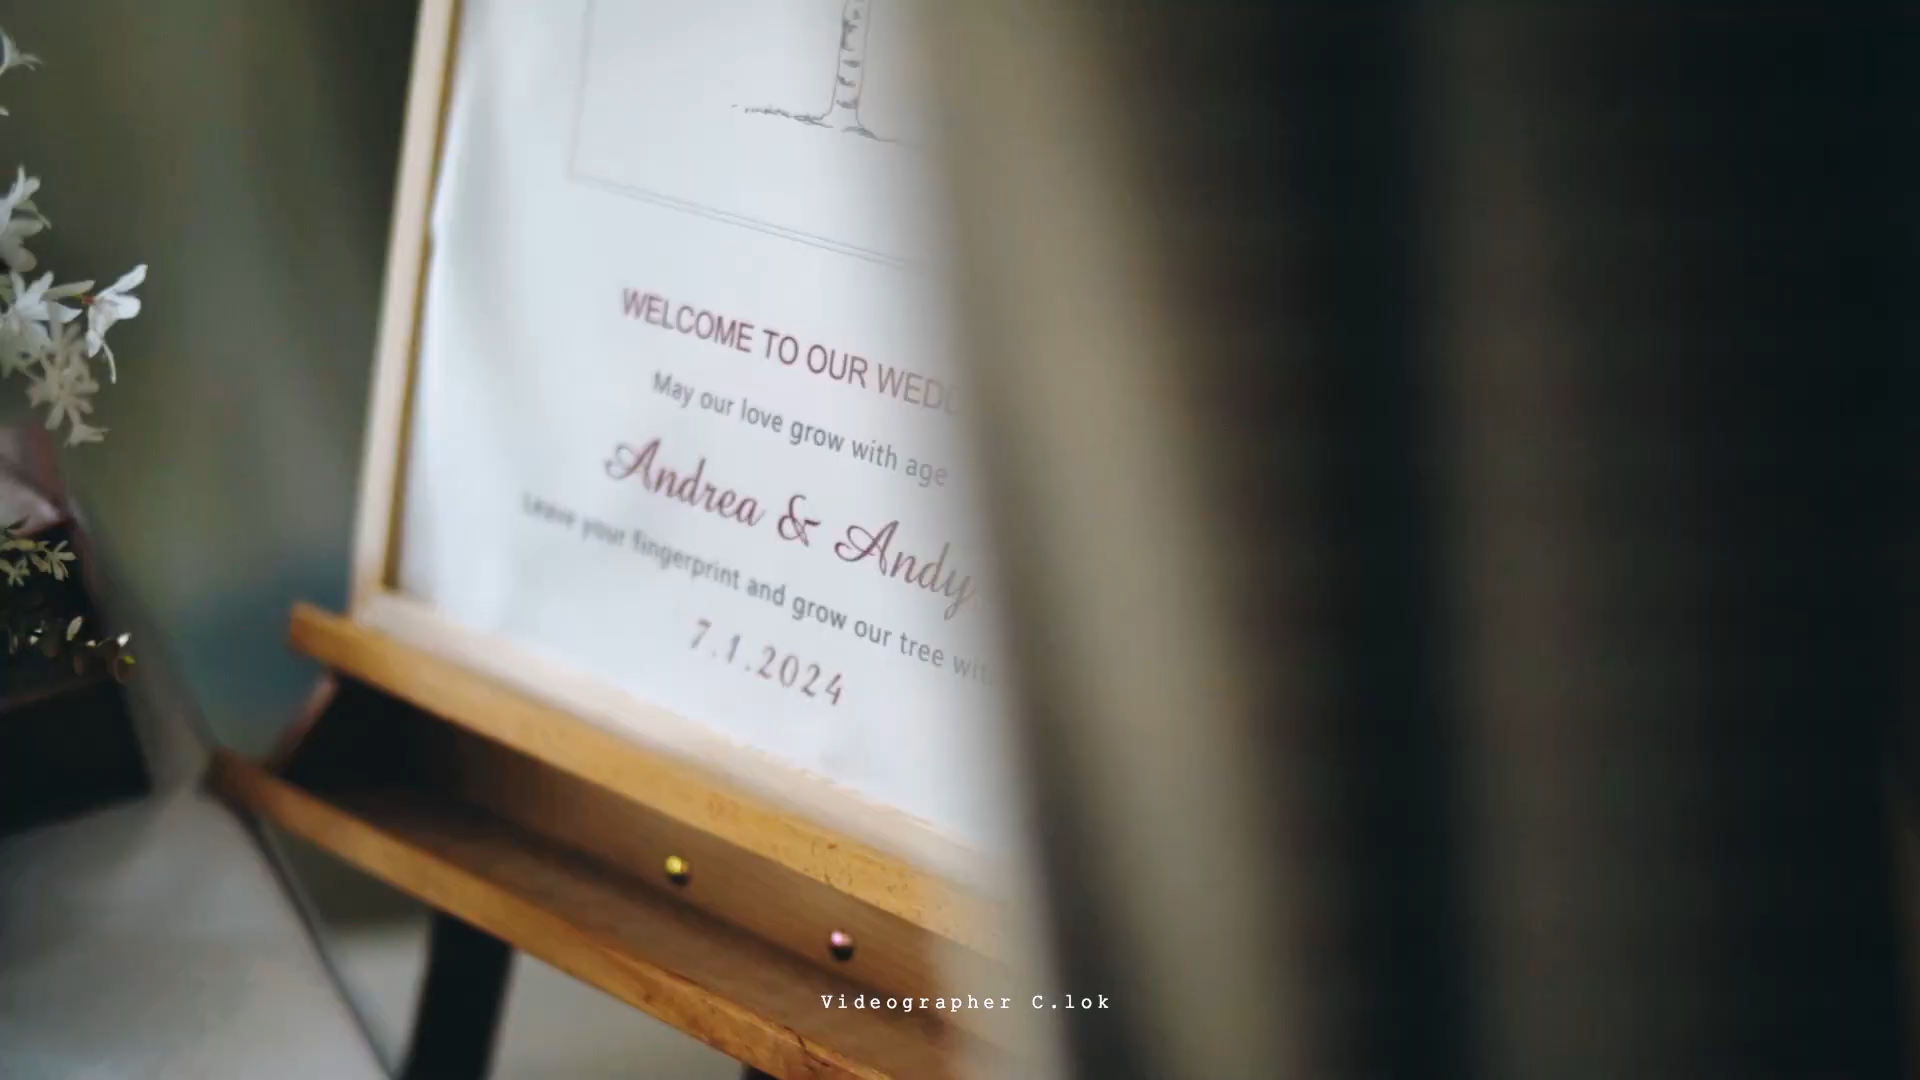 WELCOME TO OUR WEDD
May our love grow with age
Andrea & Andy
Leave your fingerprint and grow our tree with
7.1.2024
Videographer C.lok